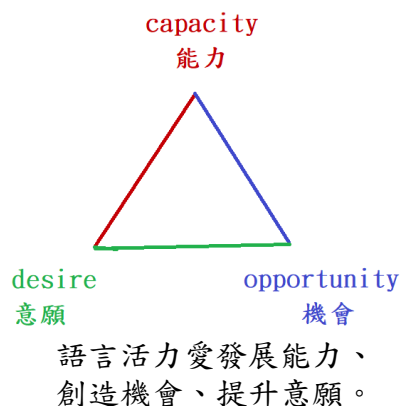 capacity
能力
desire
意願
opportunity
機會
語言活力愛發展能力、
創造機會、提升意願。